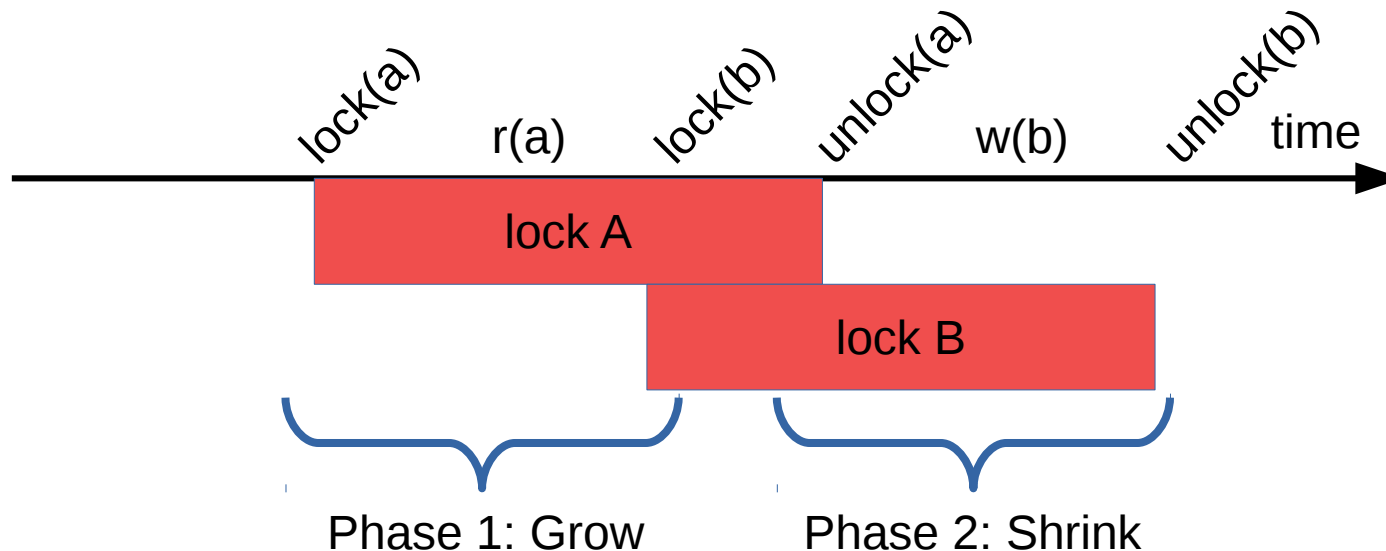 lock(a)
r(a)
lock(b)
unlock(a)
w(b)
unlock(b)
time
lock A
lock B
Phase 1: Grow
Phase 2: Shrink